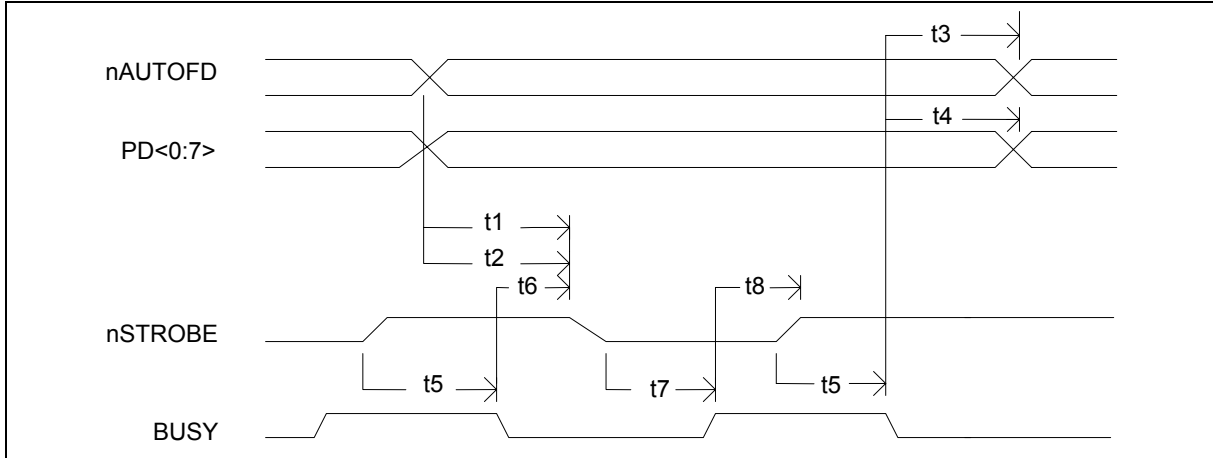 t3
nAUTOFD
t4
PD<0:7>
t1
t2
t6
t8
nSTROBE
t5
t7
t5
BUSY